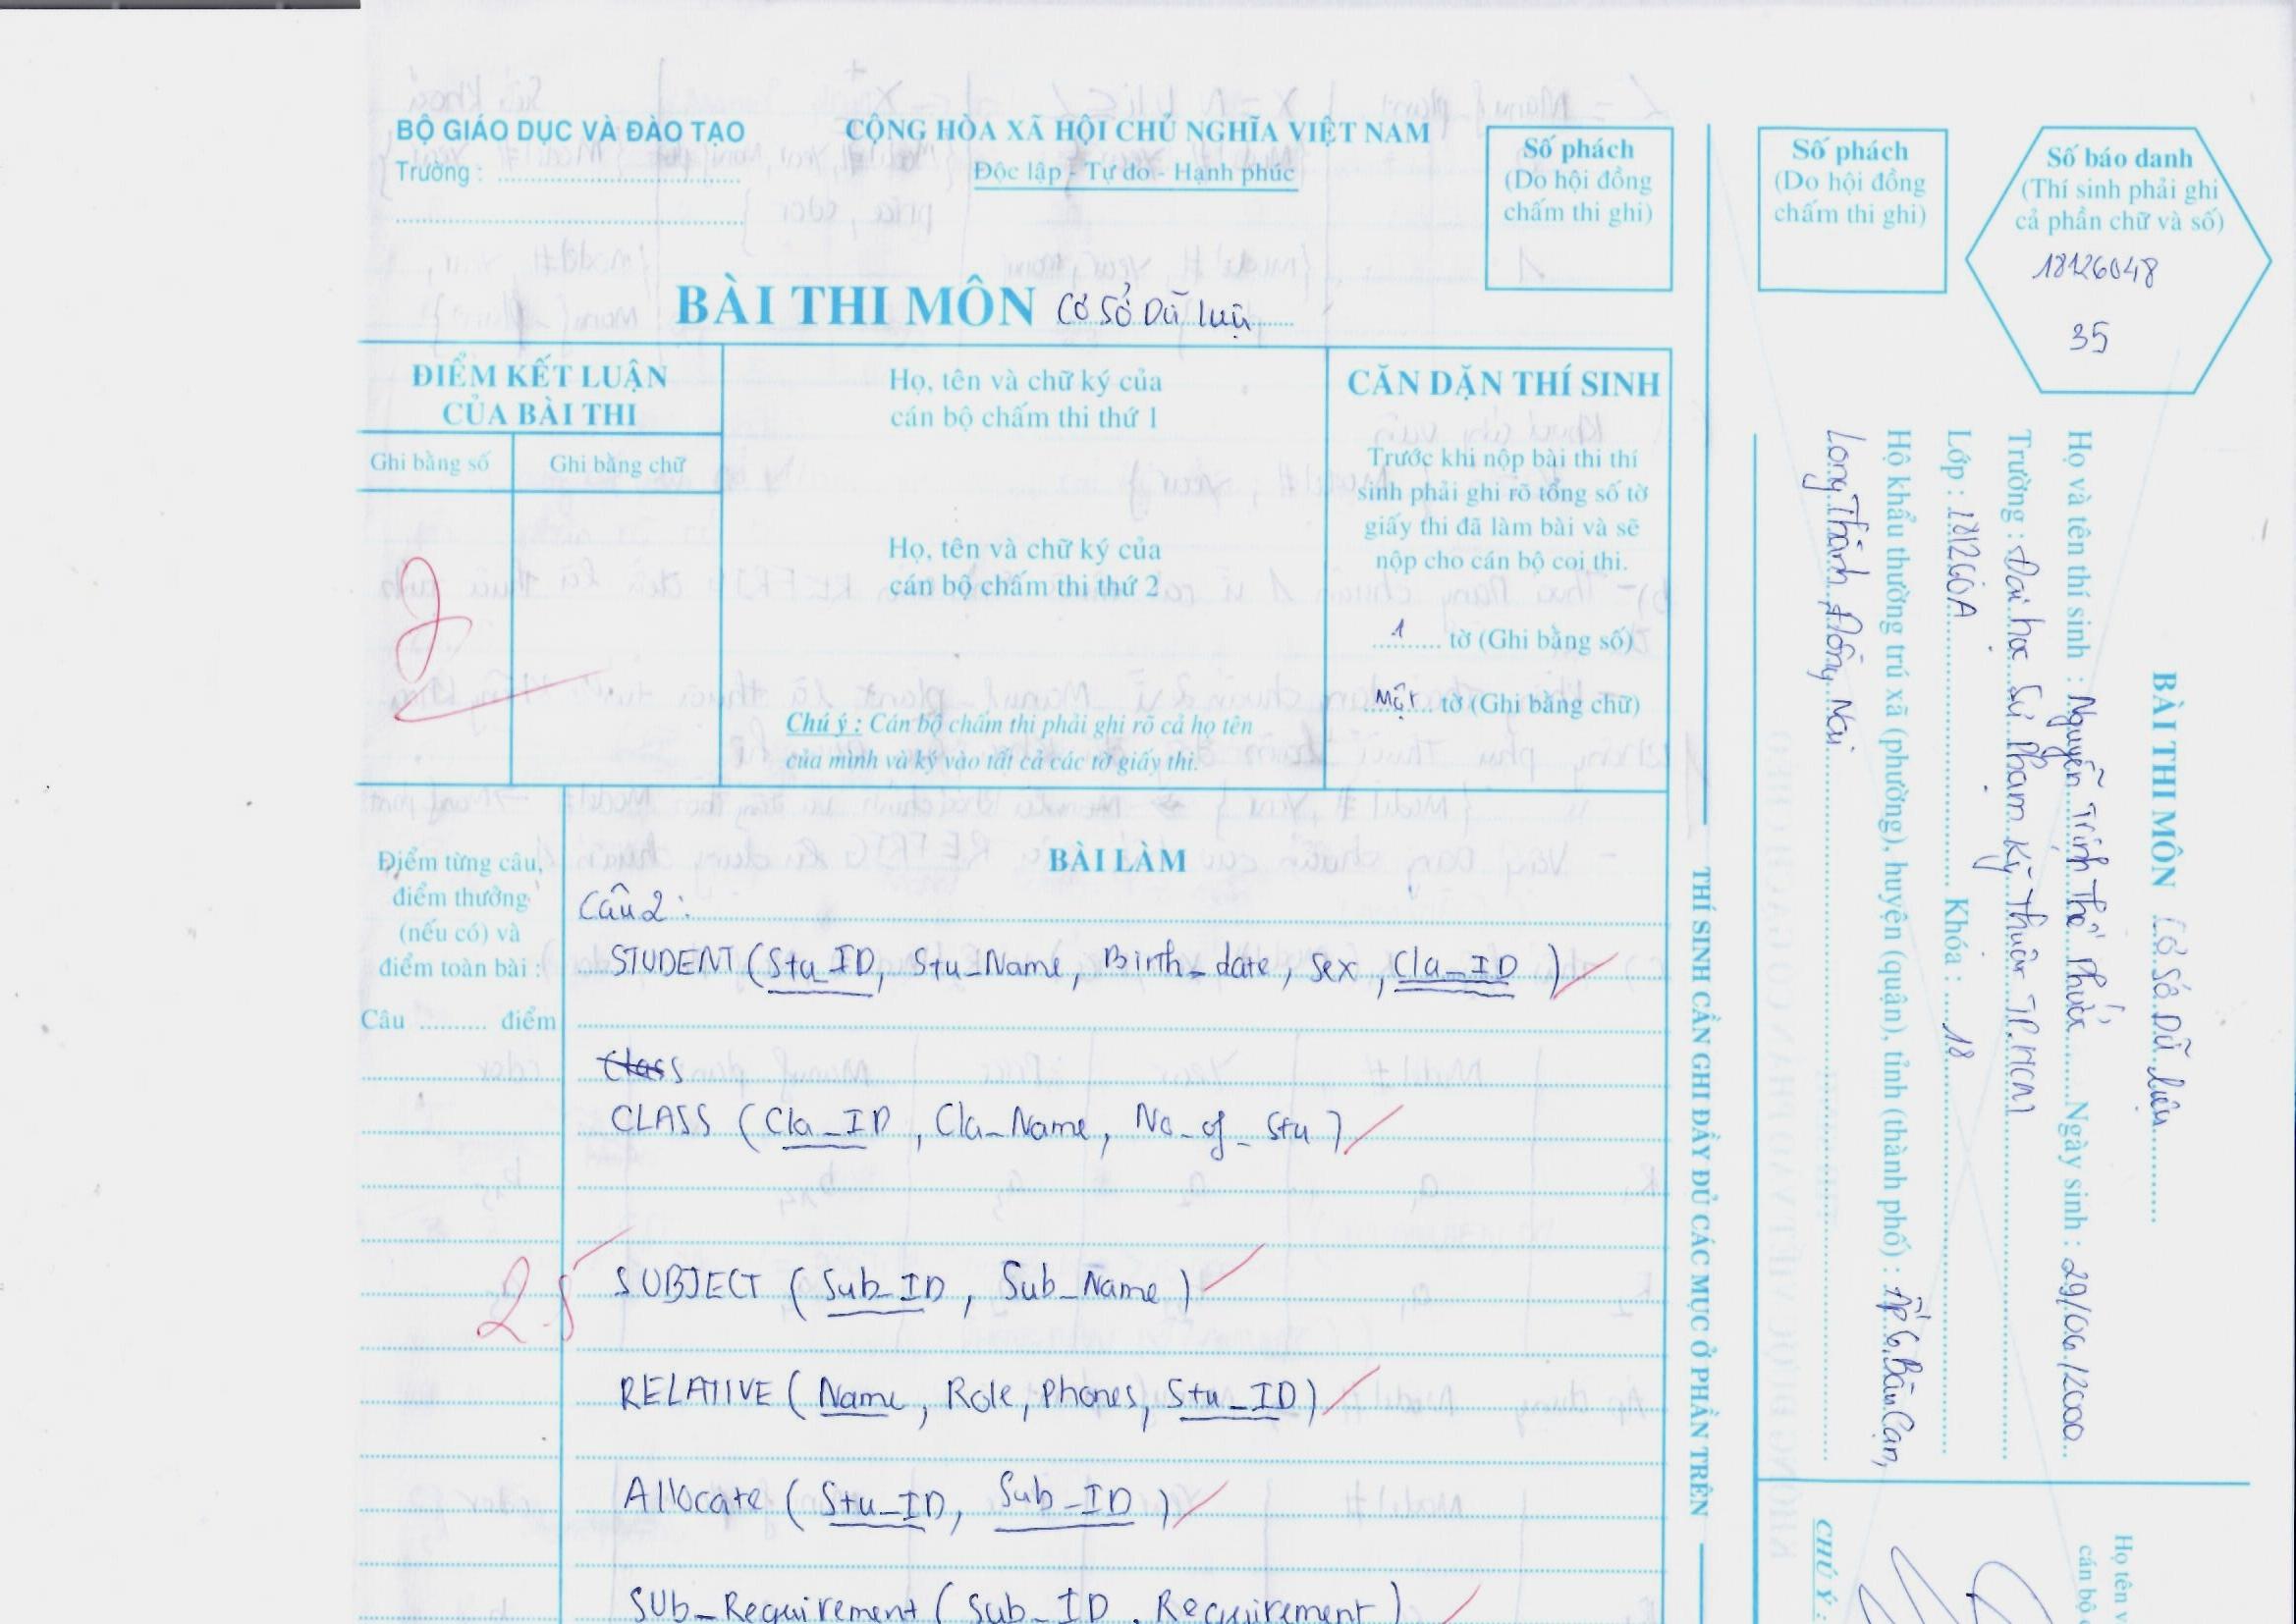 BỘ GIÁO DỤC VÀ ĐÀO TẠO
Trường :
CỘNG HÒA XÃ HỘI CHỦ NGHĨA VIỆT NAM
Độc lập - Tự do - Hạnh phúc
Số phách
(Do hội đồng
chấm thi ghi)
BÀI THI MÔN Cơ Sở Dữ
ĐIỂM KẾT LUẬN
CỦA BÀI THI
Ghi bằng số
Ghi bằng chữ
Họ, tên và chữ ký của
cán bộ chấm thi thứ 1
Họ, tên và chữ ký của
cán bộ chấm thi thứ 2
Chú ý : Cán bộ chấm thi phải ghi rõ cả họ tên
của mình và ký vào tất cả các tờ giấy thi.
CĂN DẶN THÍ SINH
Trước khi nộp bài thi thí
sinh phải ghi rõ tổng số tờ
giấy thi đã làm bài và sẽ
nộp cho cán bộ coi thi.
1 tờ (Ghi bằng số)
Một tờ (Ghi bằng chữ)
Điểm từng câu,
điểm thưởng
(nếu có) và
điểm toàn bài :
Câu .......... điểm
2.5
BÀI LÀM
Câu 2 :
STUDENT (Stu_ID, Stu_Name, Birth_date, Sex, Cla_ID )
Class
CLASS (Cla_ID , Cla_Name, No_of_Stu )
SUBJECT ( Sub_ID , Sub_Name )
RELATIVE ( Name, Role, Phones, Stu_ID)
Allocate ( Stu_ID, Sub_ID )
SUb_Requirement ( Sub_ID , Requirement )
THÍ SINH CẦN GHI ĐẦY ĐỦ CÁC MỤC Ở PHẦN TRÊN
Số phách
(Do hội đồng
chấm thi ghi)
Số báo danh
(Thí sinh phải ghi
cả phần chữ và số)
18126048
35
BÀI THI MÔN Cơ Sở Dữ liệu
Họ và tên thí sinh : Nguyễn Trịnh Thế Phước Ngày sinh : 29/06/2000
Trường : Đại học Sư Phạm Kỹ Thuật TP.HCM
Lớp : 181260A Khóa : 18
Hộ khẩu thường trú xã (phường), huyện (quận), tỉnh (thành phố) : Ấp 6, Bàu Cạn,
Long Thành, Đồng Nai
Họ tên
cán bộ
CHÚ Ý :